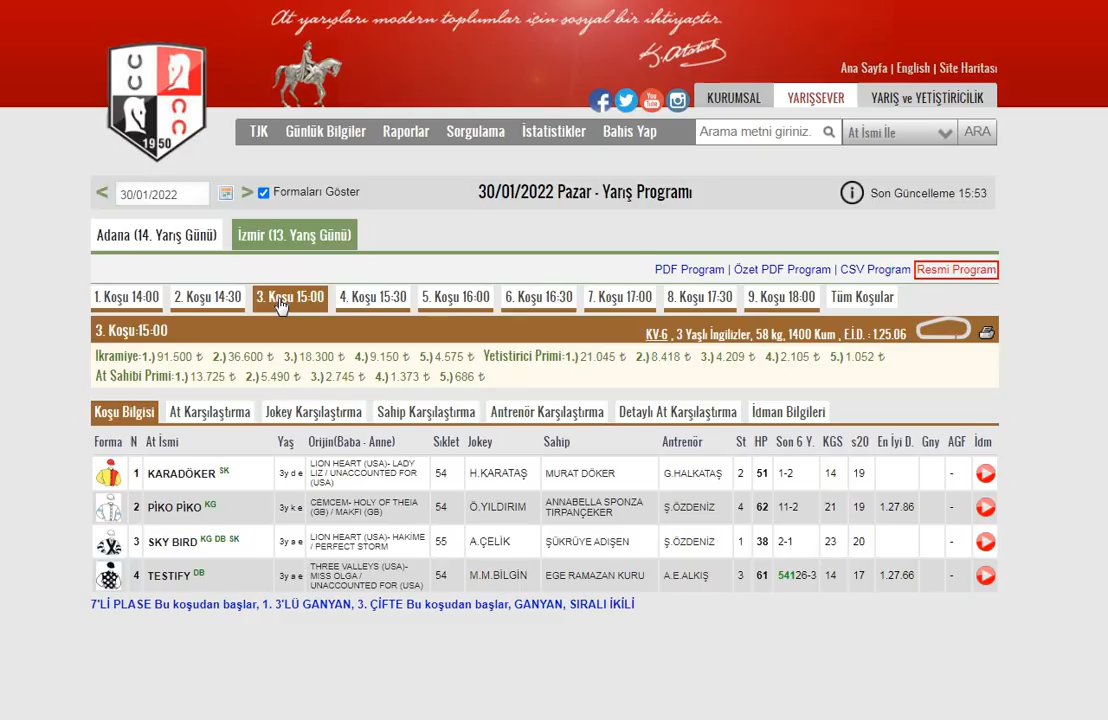 At yarışları modern toplumlar için sosyal bir ihtiyaçtır.
K. Atatürk
Ana Sayfa | English | Site Haritası
KURUMSAL YARIŞSEVER YARIŞ ve YETİŞTİRİCİLİK
TJK Günlük Bilgiler Raporlar Sorgulama İstatistikler Bahis Yap Arama metni giriniz. At İsmi İle ARA
1950
< 30/01/2022 > Formaları Göster 30/01/2022 Pazar - Yarış Programı Son Güncelleme 15:53
Adana (14. Yarış Günü) İzmir (13. Yarış Günü)
PDF Program | Özet PDF Program | CSV Program Resmi Program
1. Koşu 14:00 2. Koşu 14:30 3. Koşu 15:00 4. Koşu 15:30 5. Koşu 16:00 6. Koşu 16:30 7. Koşu 17:00 8. Koşu 17:30 9. Koşu 18:00 Tüm Koşular
3. Koşu:15:00 KV-6 , 3 Yaşlı İngilizler, 58 kg, 1400 Kum , E.İ.D. : 1.25.06
Ikramiye:1.) 91.500 ₺ 2.) 36.600 ₺ 3.) 18.300 ₺ 4.) 9.150 ₺ 5.) 4.575 ₺ Yetistirici Primi:1.) 21.045 ₺ 2.) 8.418 ₺ 3.) 4.209 ₺ 4.) 2.105 ₺ 5.) 1.052 ₺
At Sahibi Primi:1.) 13.725 ₺ 2.) 5.490 ₺ 3.) 2.745 ₺ 4.) 1.373 ₺ 5.) 686 ₺
Koşu Bilgisi At Karşılaştırma Jokey Karşılaştırma Sahip Karşılaştırma Antrenör Karşılaştırma Detaylı At Karşılaştırma İdman Bilgileri
Forma N At İsmi Yaş Orijin(Baba - Anne) Sıklet Jokey Sahip Antrenör St HP Son 6 Y. KGS s20 En İyi D. Gny AGF İdm
1 KARADÖKER SK 3y d e LION HEART (USA)- LADY LIZ / UNACCOUNTED FOR (USA) 54 H.KARATAŞ MURAT DÖKER G.HALKATAŞ 2 51 1-2 14 19 -
2 PİKO PİKO KG 3y k e CEMCEM- HOLY OF THEIA (GB) / MAKFI (GB) 54 Ö.YILDIRIM ANNABELLA SPONZA TIRPANÇEKER Ş.ÖZDENİZ 4 62 11-2 21 19 1.27.86 -
3 SKY BIRD KG DB SK 3y a e LION HEART (USA)- HAKİME / PERFECT STORM 55 A.ÇELİK ŞÜKRÜYE ADIŞEN Ş.ÖZDENİZ 1 38 2-1 23 20 -
4 TESTIFY DB 3y a e THREE VALLEYS (USA)- MISS OLGA / UNACCOUNTED FOR (USA) 54 M.M.BİLGİN EGE RAMAZAN KURU A.E.ALKIŞ 3 61 54126-3 14 17 1.27.66 -
7'Lİ PLASE Bu koşudan başlar, 1. 3'LÜ GANYAN, 3. ÇİFTE Bu koşudan başlar, GANYAN, SIRALI İKİLİ